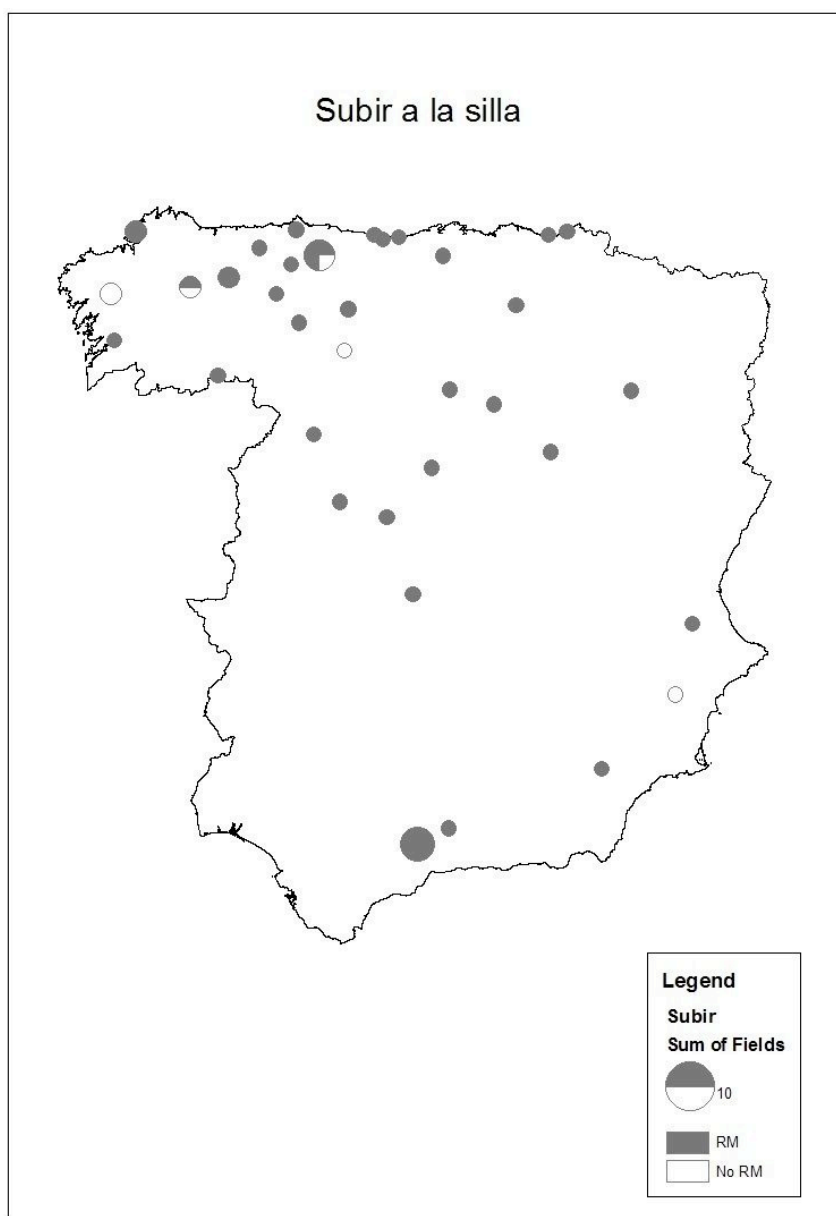 Subir a la silla
Legend
Subir
Sum of Fields
10
RM
No RM